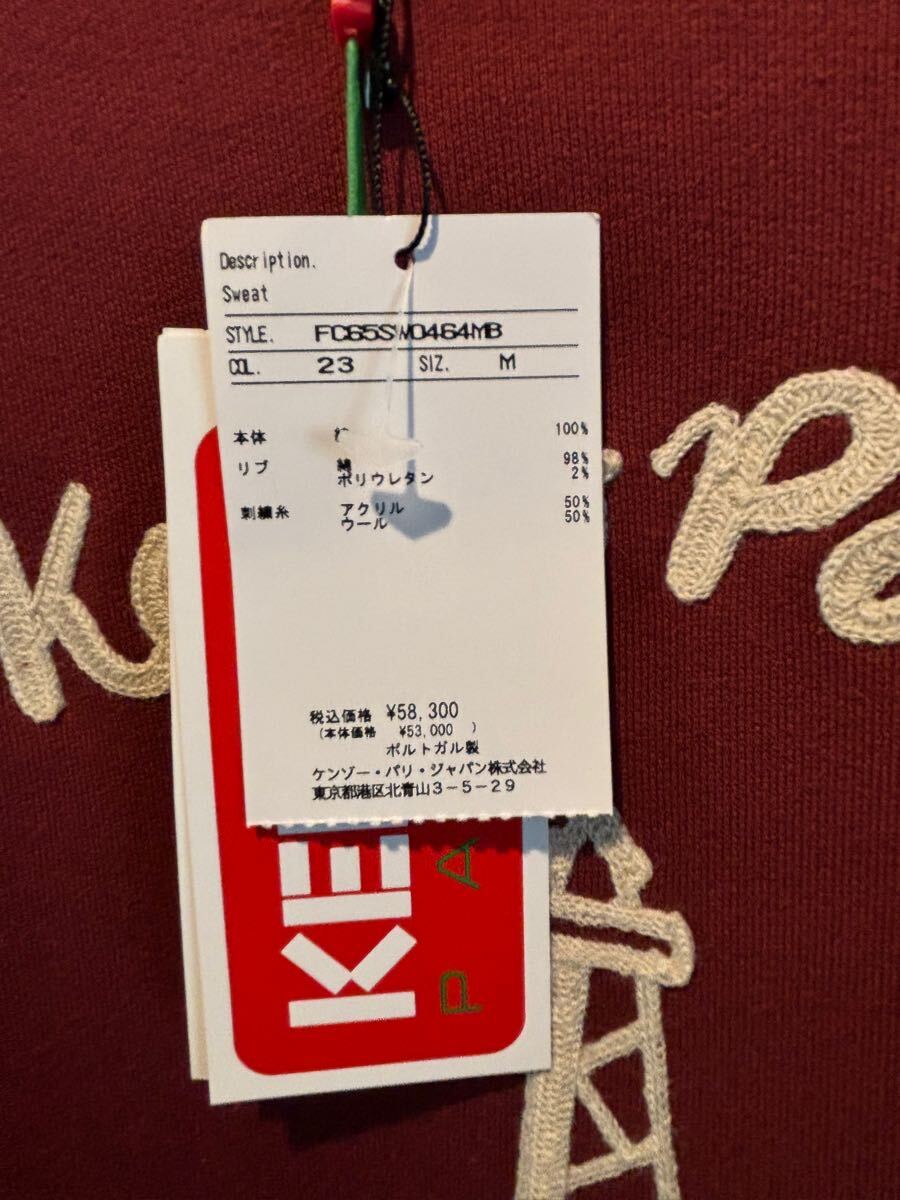 Description.
Sweat
STYLE. FC65SW0464MB
COL. 23 SIZ. M
本体 100%
リブ 綿 98%
ポリウレタン 2%
刺繍糸 アクリル 50%
ウール 50%
税込価格 ¥58,300
(本体価格 ¥53,000 )
ポルトガル製
ケンゾー・パリ・ジャパン株式会社
東京都港区北青山3-5-29
KE
PA